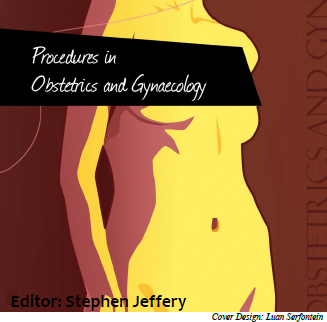 Procedures in
Obstetrics and Gynaecology
OBSTETRICS AND GYN
Editor: Stephen Jeffery
Cover Design: Luan Serfontein